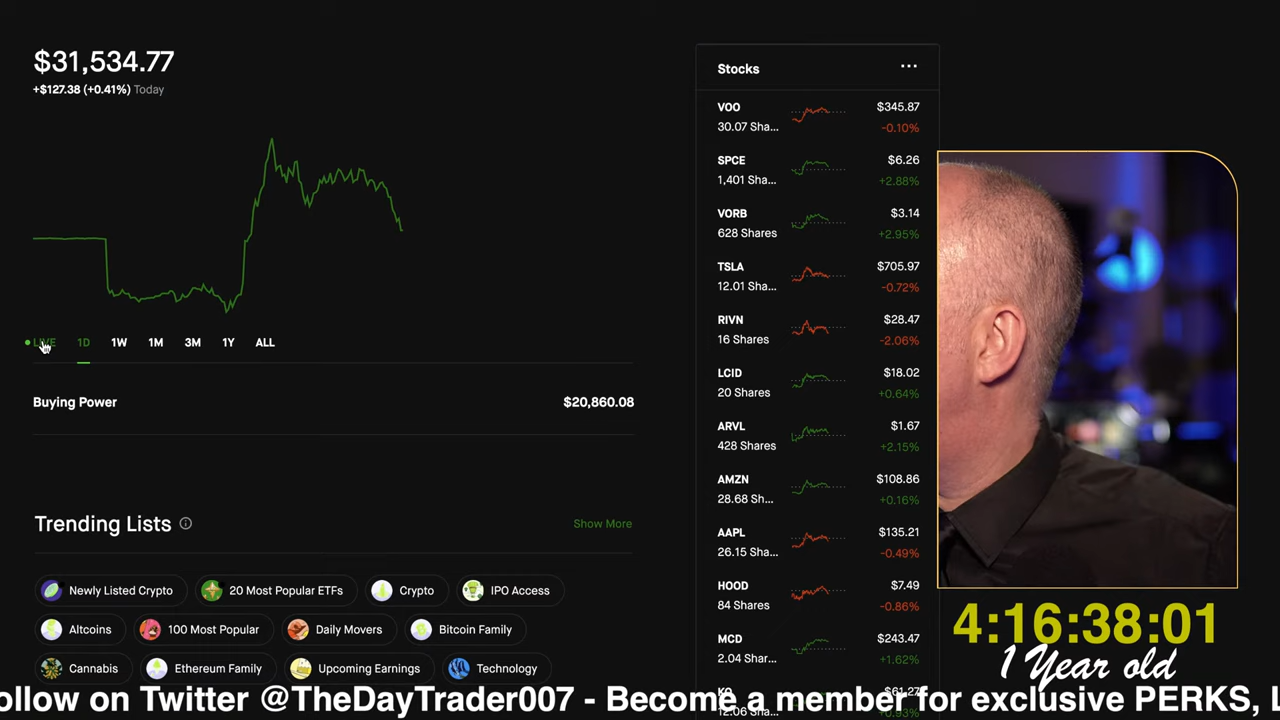 $31,534.77
+$127.38 (+0.41%) Today
LIVE 1D 1W 1M 3M 1Y ALL
Buying Power $20,860.08
Trending Lists
Show More
Newly Listed Crypto 20 Most Popular ETFs Crypto IPO Access
Altcoins 100 Most Popular Daily Movers Bitcoin Family
Cannabis Ethereum Family Upcoming Earnings Technology
Stocks ...
VOO $345.87
30.07 Sha... -0.10%
SPCE $6.26
1,401 Sha... +2.88%
VORB $3.14
628 Shares +2.95%
TSLA $705.97
12.01 Sha... -0.72%
RIVN $28.47
16 Shares -2.06%
LCID $18.02
20 Shares +0.64%
ARVL $1.67
428 Shares +2.15%
AMZN $108.86
28.68 Sh... +0.16%
AAPL $135.21
26.15 Sha... -0.49%
HOOD $7.49
84 Shares -0.86%
MCD $243.47
2.04 Shar... +1.62%
12.06 Shar... +0.93%
4:16:38:01
1 Year old
ollow on Twitter @TheDayTrader007 - Become a member for exclusive PERKS, L